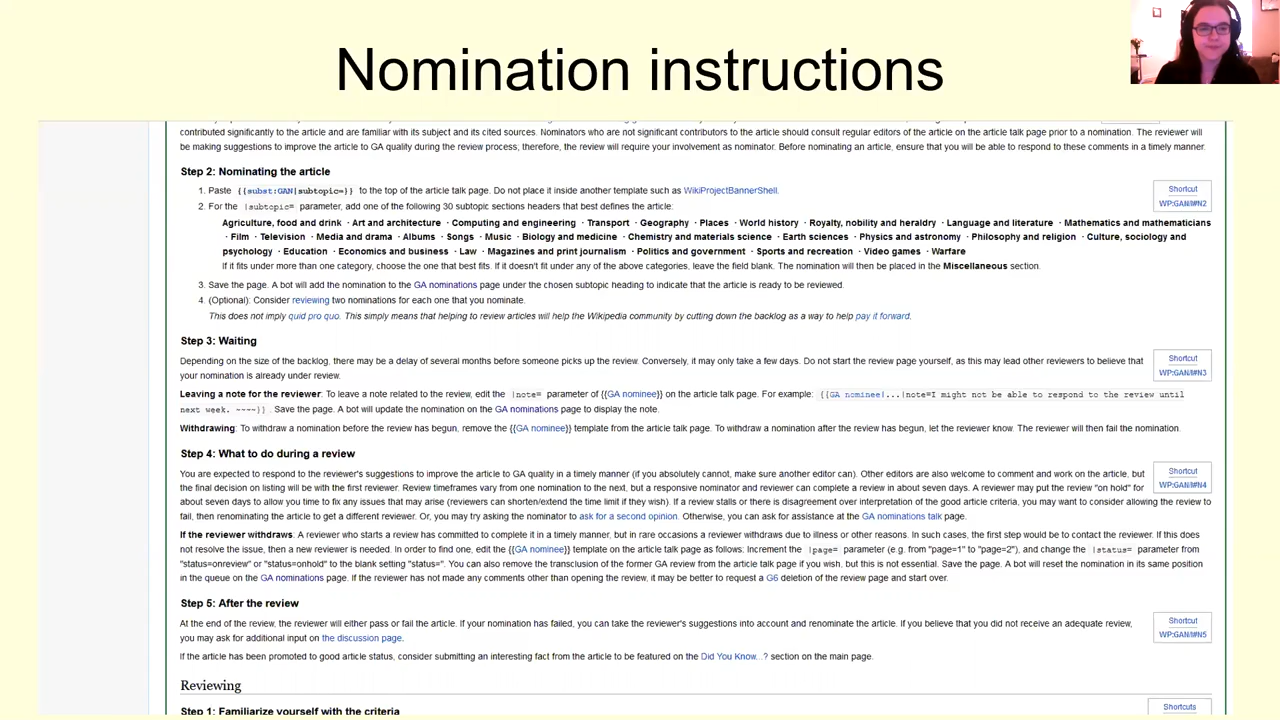 Nomination instructions
contributed significantly to the article and are familiar with its subject and its cited sources. Nominators who are not significant contributors to the article should consult regular editors of the article on the article talk page prior to a nomination. The reviewer will
be making suggestions to improve the article to GA quality during the review process; therefore, the review will require your involvement as nominator. Before nominating an article, ensure that you will be able to respond to these comments in a timely manner.
Step 2: Nominating the article
1. Paste {{subst:GAN|subtopic=}} to the top of the article talk page. Do not place it inside another template such as WikiProjectBannerShell.
Shortcut
WP:GAN/I#N2
2. For the |subtopic= parameter, add one of the following 30 subtopic sections headers that best defines the article:
Agriculture, food and drink · Art and architecture · Computing and engineering · Transport · Geography · Places · World history · Royalty, nobility and heraldry · Language and literature · Mathematics and mathematicians
· Film · Television · Media and drama · Albums · Songs · Music · Biology and medicine · Chemistry and materials science · Earth sciences · Physics and astronomy · Philosophy and religion · Culture, sociology and
psychology · Education · Economics and business · Law · Magazines and print journalism · Politics and government · Sports and recreation · Video games · Warfare
If it fits under more than one category, choose the one that best fits. If it doesn't fit under any of the above categories, leave the field blank. The nomination will then be placed in the Miscellaneous section.
3. Save the page. A bot will add the nomination to the GA nominations page under the chosen subtopic heading to indicate that the article is ready to be reviewed.
4. (Optional): Consider reviewing two nominations for each one that you nominate.
This does not imply quid pro quo. This simply means that helping to review articles will help the Wikipedia community by cutting down the backlog as a way to help pay it forward.
Step 3: Waiting
Depending on the size of the backlog, there may be a delay of several months before someone picks up the review. Conversely, it may only take a few days. Do not start the review page yourself, as this may lead other reviewers to believe that
your nomination is already under review.
Shortcut
WP:GAN/I#N3
Leaving a note for the reviewer: To leave a note related to the review, edit the |note= parameter of {{GA nominee}} on the article talk page. For example: {{GA nominee|...|note=I might not be able to respond to the review until
next week. ~~~~}}. Save the page. A bot will update the nomination on the GA nominations page to display the note.
Withdrawing: To withdraw a nomination before the review has begun, remove the {{GA nominee}} template from the article talk page. To withdraw a nomination after the review has begun, let the reviewer know. The reviewer will then fail the nomination.
Step 4: What to do during a review
You are expected to respond to the reviewer's suggestions to improve the article to GA quality in a timely manner (if you absolutely cannot, make sure another editor can). Other editors are also welcome to comment and work on the article, but
the final decision on listing will be with the first reviewer. Review timeframes vary from one nomination to the next, but a responsive nominator and reviewer can complete a review in about seven days. A reviewer may put the review "on hold" for
Shortcut
WP:GAN/I#N4
about seven days to allow you time to fix any issues that may arise (reviewers can shorten/extend the time limit if they wish). If a review stalls or there is disagreement over interpretation of the good article criteria, you may want to consider allowing the review to
fail, then renominating the article to get a different reviewer. Or, you may try asking the nominator to ask for a second opinion. Otherwise, you can ask for assistance at the GA nominations talk page.
If the reviewer withdraws: A reviewer who starts a review has committed to complete it in a timely manner, but in rare occasions a reviewer withdraws due to illness or other reasons. In such cases, the first step would be to contact the reviewer. If this does
not resolve the issue, then a new reviewer is needed. In order to find one, edit the {{GA nominee}} template on the article talk page as follows: Increment the |page= parameter (e.g. from "page=1" to "page=2"), and change the |status= parameter from
"status=onreview" or "status=onhold" to the blank setting "status=". You can also remove the transclusion of the former GA review from the article talk page if you wish, but this is not essential. Save the page. A bot will reset the nomination in its same position
in the queue on the GA nominations page. If the reviewer has not made any comments other than opening the review, it may be better to request a G6 deletion of the review page and start over.
Step 5: After the review
At the end of the review, the reviewer will either pass or fail the article. If your nomination has failed, you can take the reviewer's suggestions into account and renominate the article. If you believe that you did not receive an adequate review,
you may ask for additional input on the discussion page.
Shortcut
WP:GAN/I#N5
If the article has been promoted to good article status, consider submitting an interesting fact from the article to be featured on the Did You Know...? section on the main page.
Reviewing
Step 1: Familiarize yourself with the criteria
Shortcuts